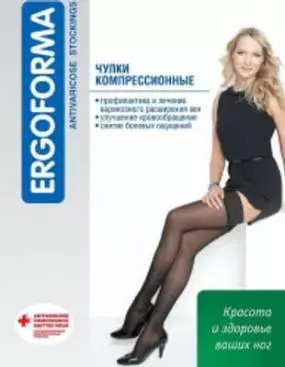 ERGOFORMA
ANTIVARICOSE STOCKINGS
ЧУЛКИ
КОМПРЕССИОННЫЕ
• профилактика и лечение
варикозного расширения вен
• улучшение кровообращения
• снятие болевых ощущений
Красота
и здоровье
ваших ног